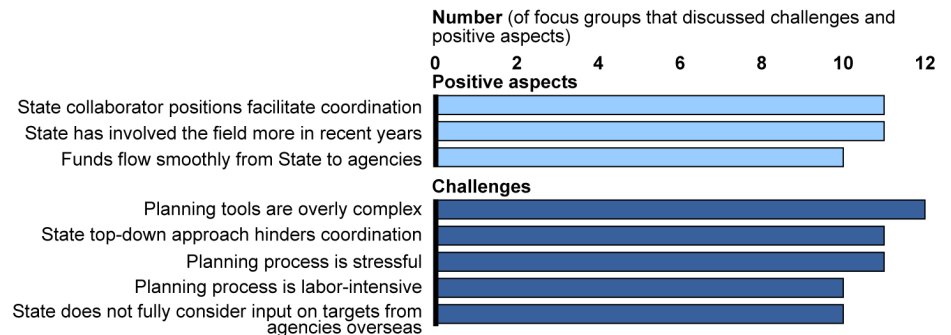 Number (of focus groups that discussed challenges and
positive aspects)
0 2 4 6 8 10 12
Positive aspects
State collaborator positions facilitate coordination
State has involved the field more in recent years
Funds flow smoothly from State to agencies
Challenges
Planning tools are overly complex
State top-down approach hinders coordination
Planning process is stressful
Planning process is labor-intensive
State does not fully consider input on targets from
agencies overseas